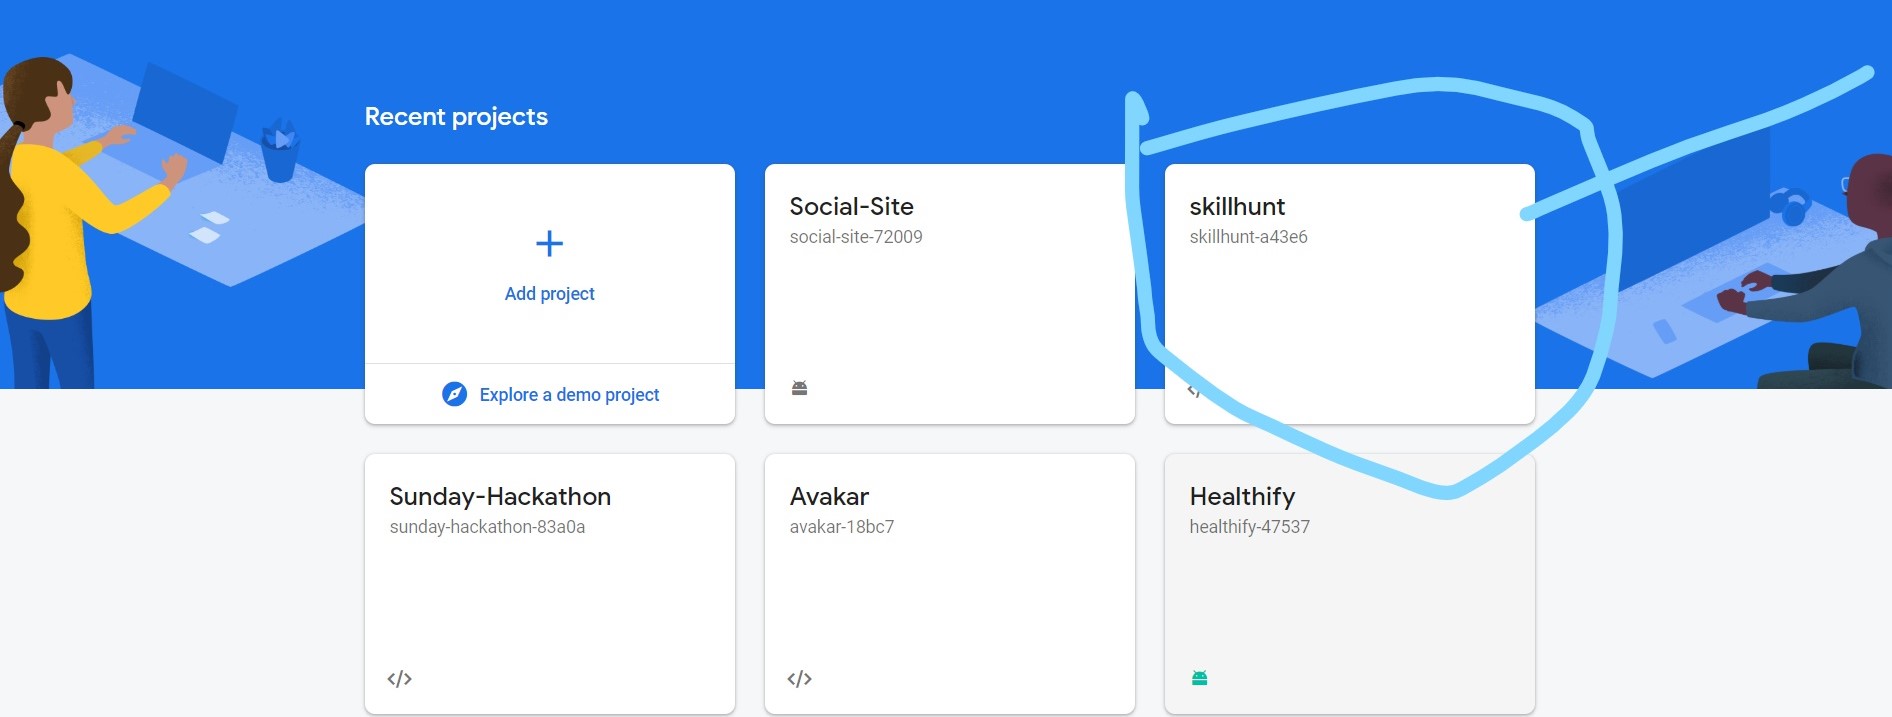 Recent projects
Add project
Explore a demo project
Social-Site
social-site-72009
skillhunt
skillhunt-a43e6
Sunday-Hackathon
sunday-hackathon-83a0a
Avakar
avakar-18bc7
Healthify
healthify-47537